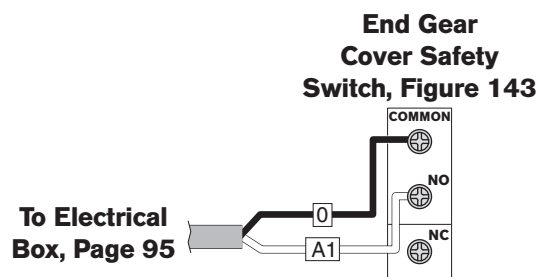 End Gear
Cover Safety
Switch, Figure 143
COMMON
NO
0
To Electrical
Box, Page 95
A1
NC